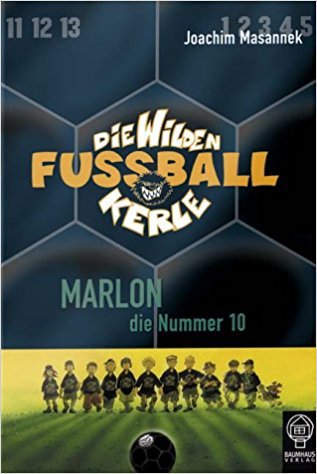 11 12 13
1 2 3 4 5
Joachim Masannek
DIE WILDEN
FUSSBALL
KERLE
MARLON
die Nummer 10
BAUMHAUS
VERLAG